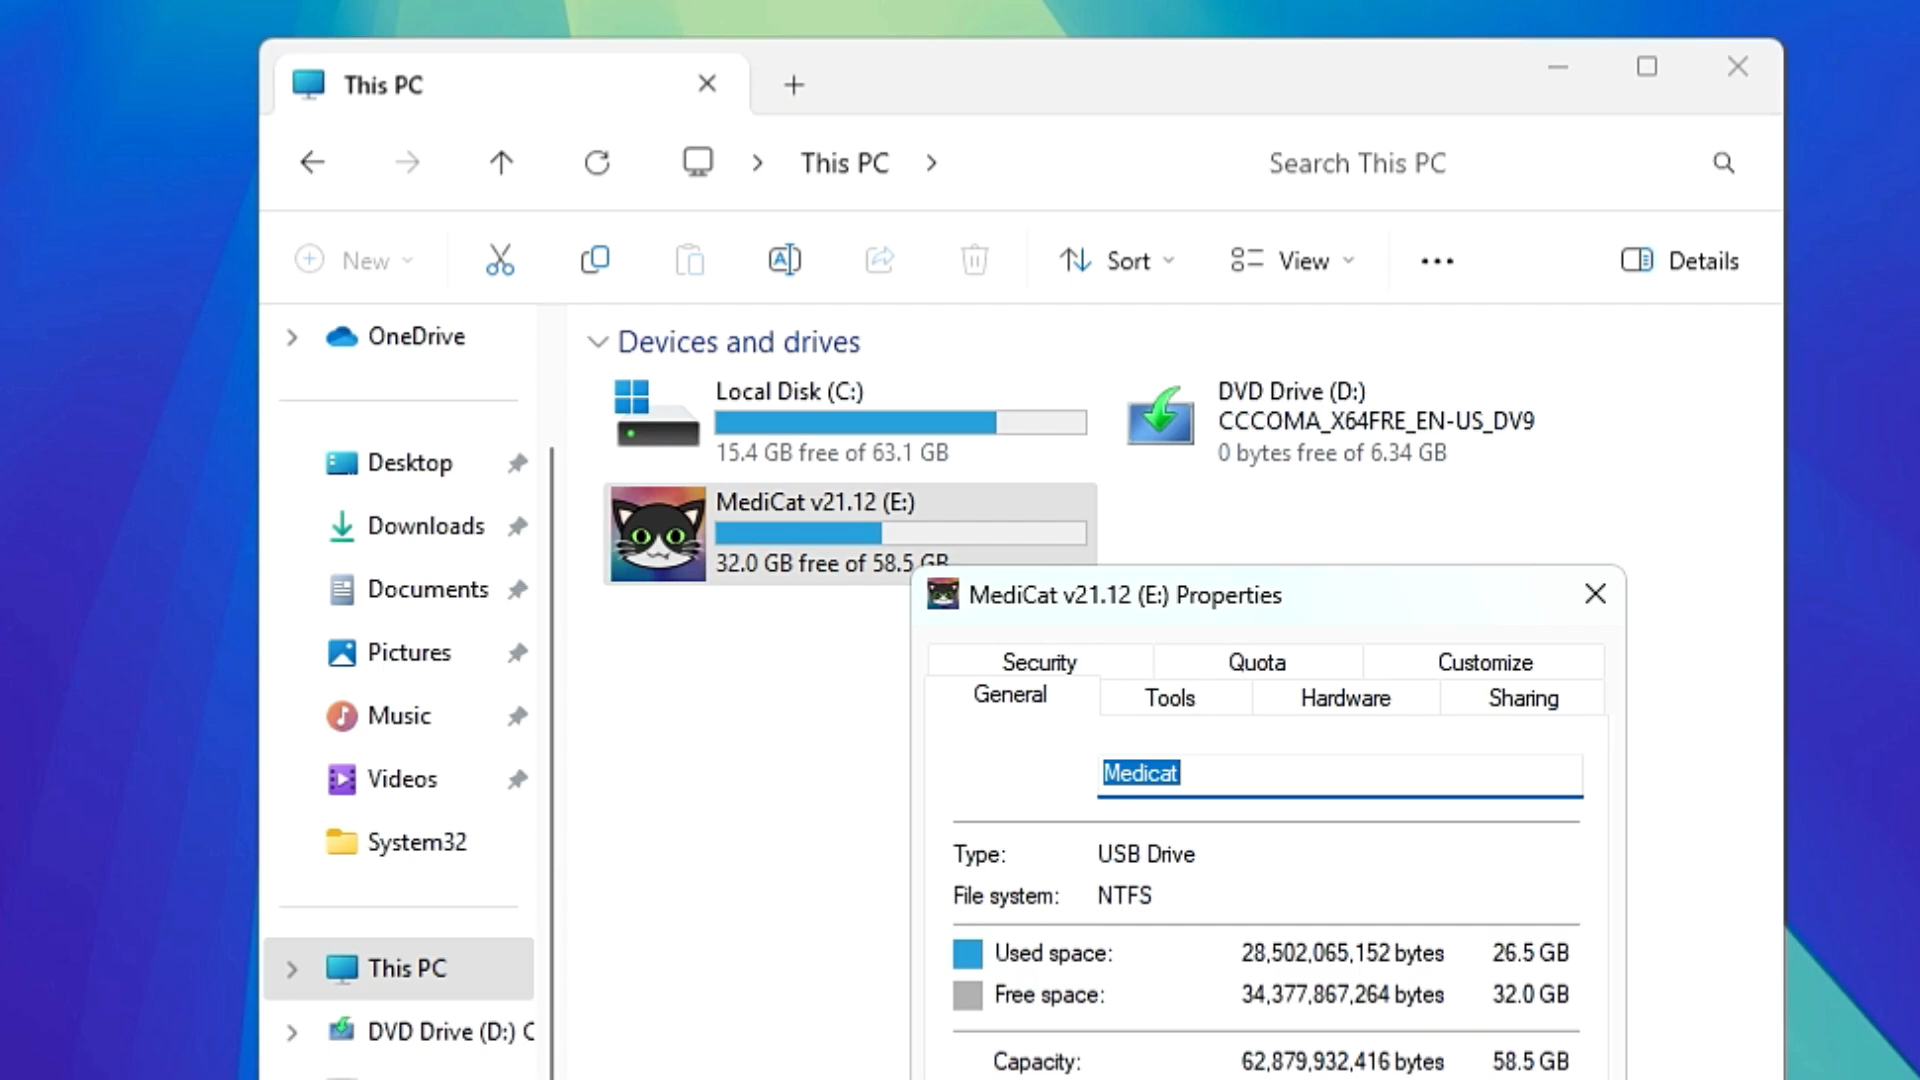 This PC
This PC
Search This PC
New
Sort
View
Details
OneDrive
Desktop
Downloads
Documents
Pictures
Music
Videos
System32
This PC
DVD Drive (D:) C
Devices and drives
Local Disk (C:)
15.4 GB free of 63.1 GB
DVD Drive (D:)
CCCOMA_X64FRE_EN-US_DV9
0 bytes free of 6.34 GB
MediCat v21.12 (E:)
32.0 GB free of 58.5 GB
MediCat v21.12 (E:) Properties
Security Quota Customize
General Tools Hardware Sharing
Medicat
Type: USB Drive
File system: NTFS
Used space: 28,502,065,152 bytes 26.5 GB
Free space: 34,377,867,264 bytes 32.0 GB
Capacity: 62,879,932,416 bytes 58.5 GB